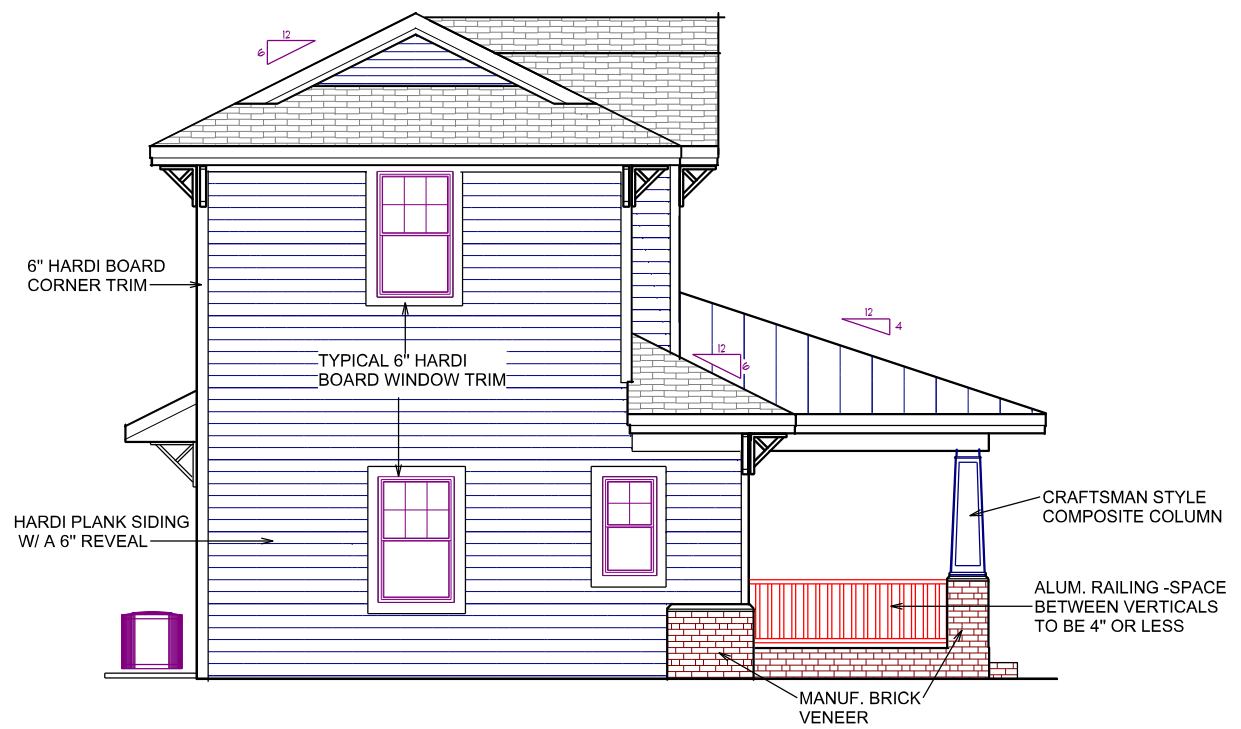 12
6
6" HARDI BOARD
CORNER TRIM
12
4
12
6
TYPICAL 6" HARDI
BOARD WINDOW TRIM
CRAFTSMAN STYLE
COMPOSITE COLUMN
HARDI PLANK SIDING
W/ A 6" REVEAL
ALUM. RAILING -SPACE
BETWEEN VERTICALS
TO BE 4" OR LESS
MANUF. BRICK
VENEER